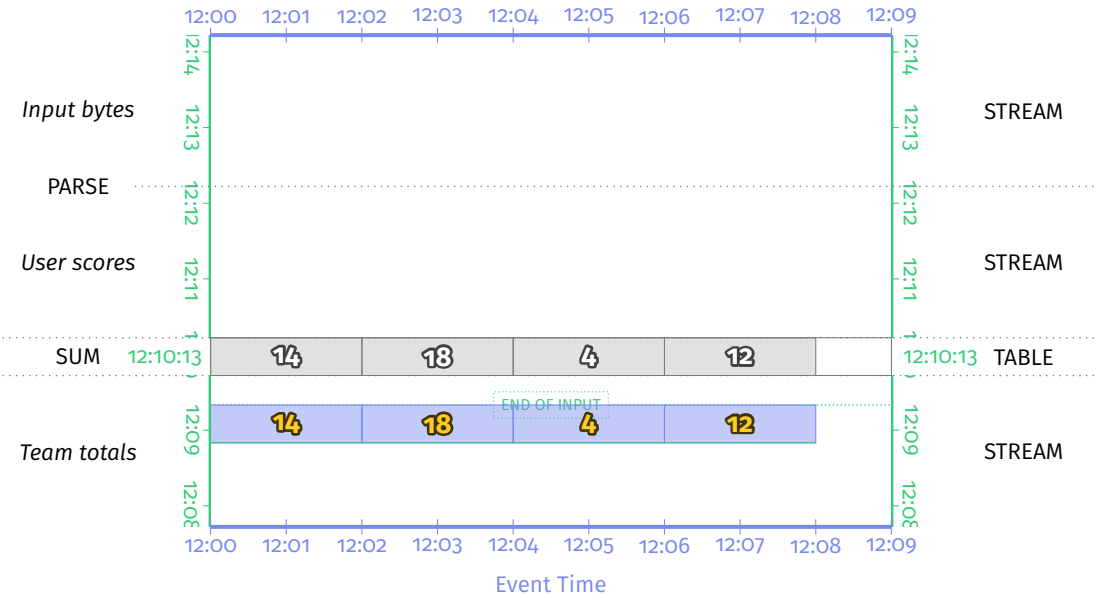 12:00 12:01 12:02 12:03 12:04 12:05 12:06 12:07 12:08 12:09
12:14 12:14
Input bytes STREAM
12:13 12:13
PARSE
12:12 12:12
User scores STREAM
12:11 12:11
SUM 12:10:13 14 18 4 12 12:10:13 TABLE
END OF INPUT
12:09 14 18 4 12 12:09
Team totals STREAM
12:08 12:08
12:00 12:01 12:02 12:03 12:04 12:05 12:06 12:07 12:08 12:09
Event Time